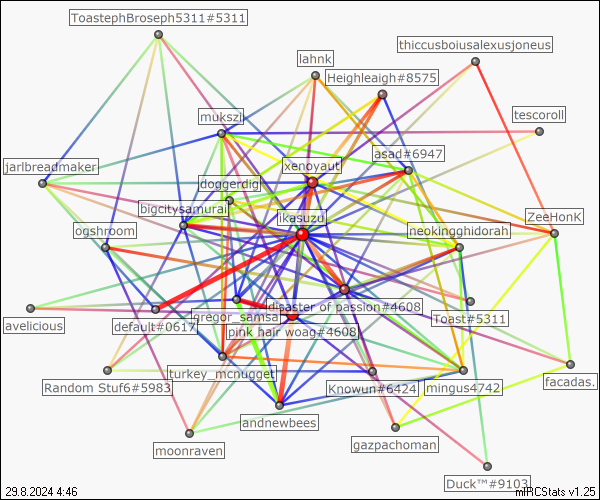 ToastephBroseph5311#5311
thiccusboiusalexusjoneus
lahnk
Heighleigh#8575
tescoroll
mukszi
asad#6947
xenoyaut
jarlbreadmaker
doggerdig
bigcitysamurai
ikasuzu
ogshroom
neokingghidorah
ZeeHonK
disaster of passion#4608
gregor_samsa
Toast#5311
avelicious
default#0617
pink hair woag#4608
turkey_mcnugget
Random Stuf6#5983
Knowun#6424
mingus4742
facadas.
andnewbees
moonraven
gazpachoman
Duck™#9103
29.8.2024 4:46
mIRCStats v1.25